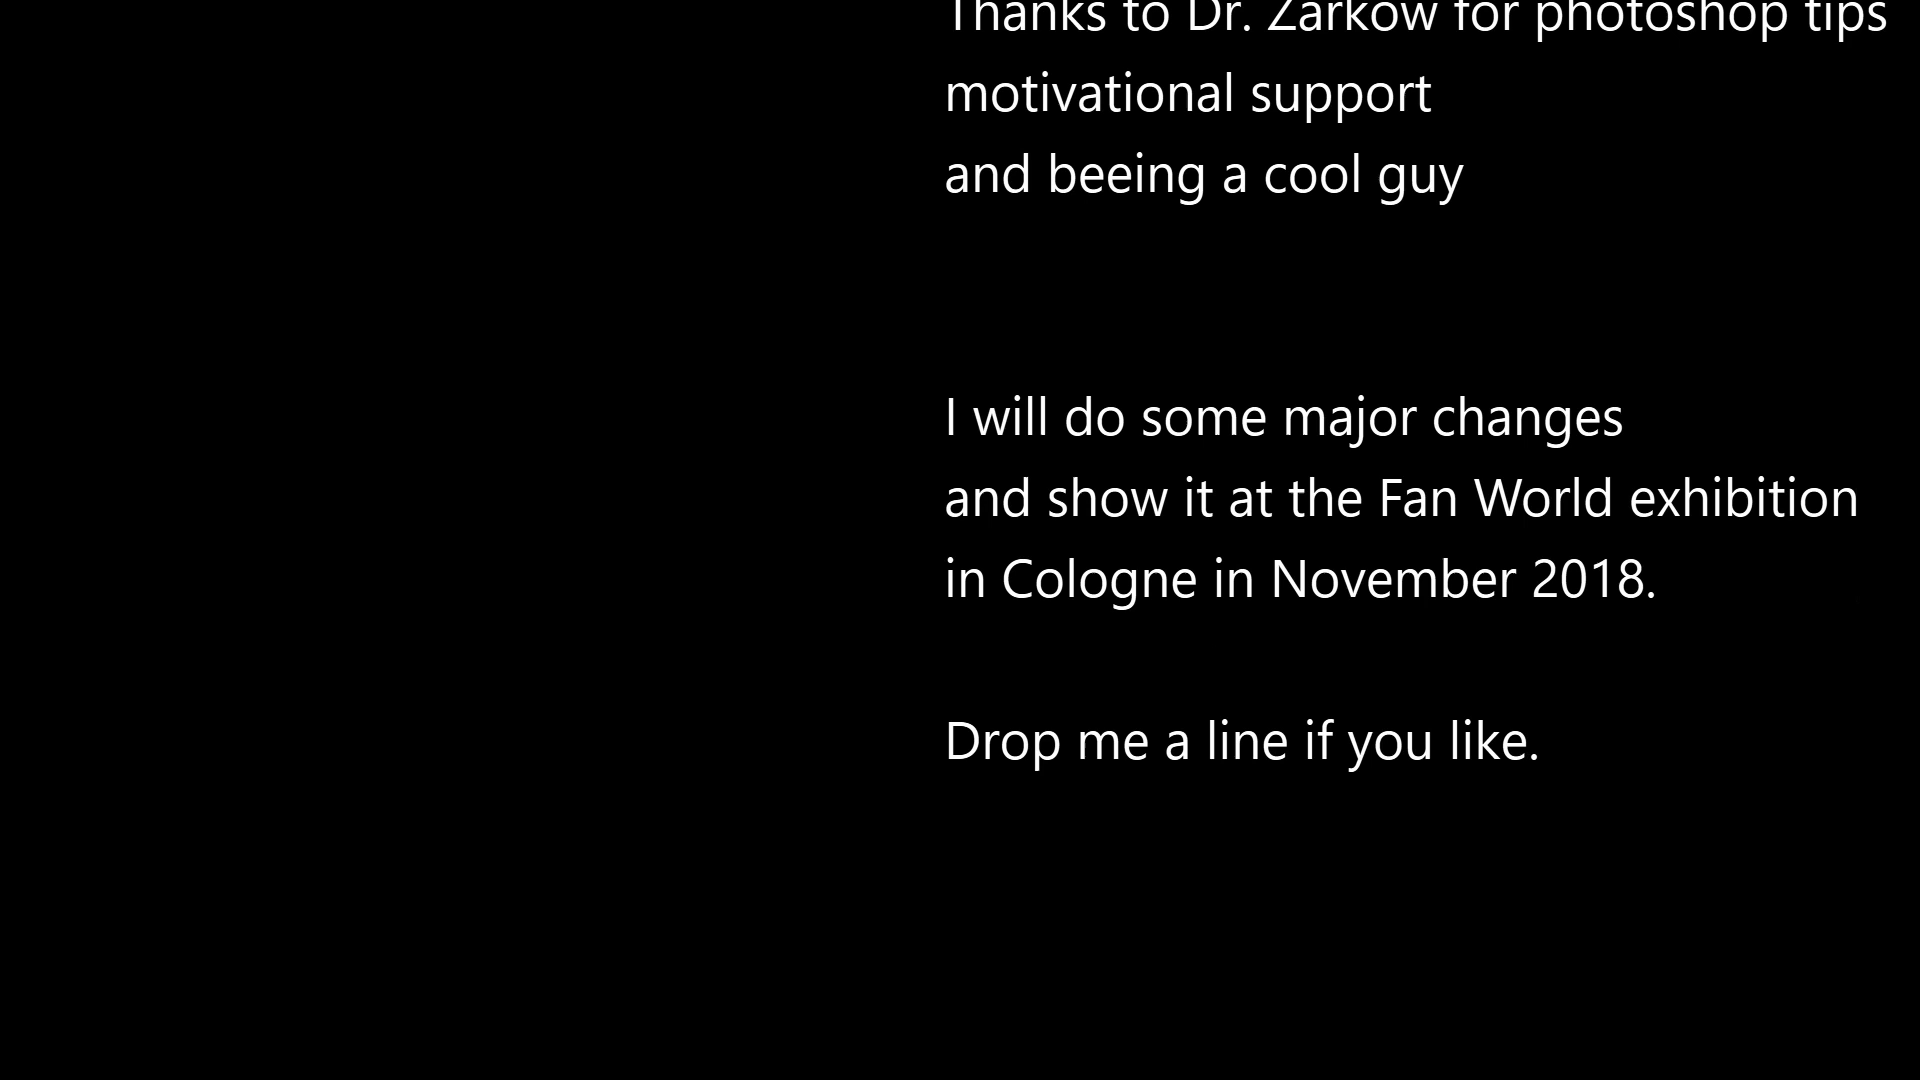 Thanks to Dr. Zarkow for photoshop tips
motivational support
and beeing a cool guy
I will do some major changes
and show it at the Fan World exhibition
in Cologne in November 2018.
Drop me a line if you like.